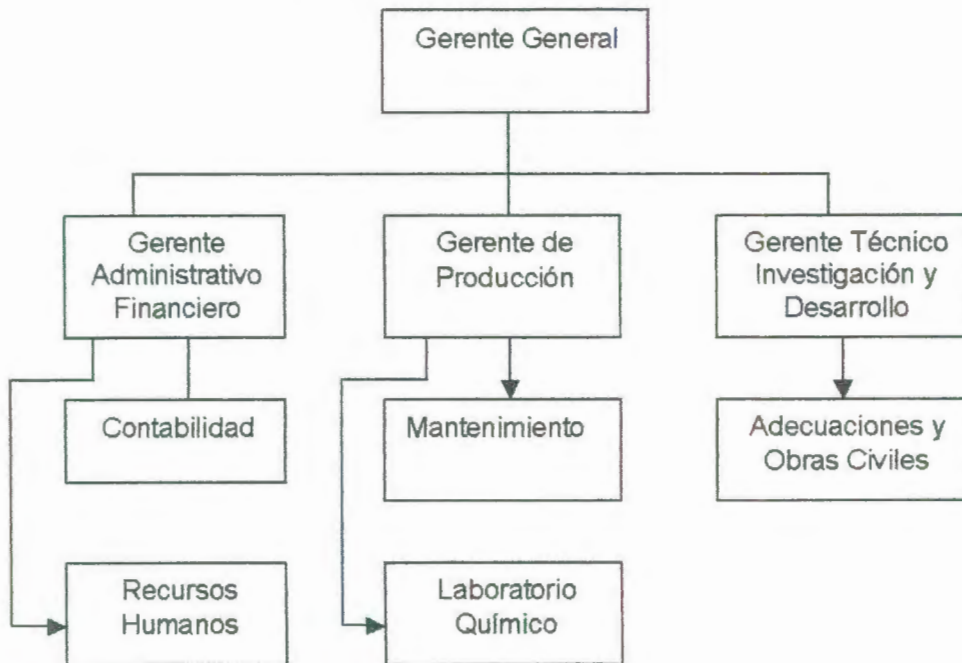 Gerente General
Gerente
Administrativo
Financiero
Gerente de
Producción
Gerente Técnico
Investigación y
Desarrollo
Contabilidad
Mantenimiento
Adecuaciones y
Obras Civiles
Recursos
Humanos
Laboratorio
Químico